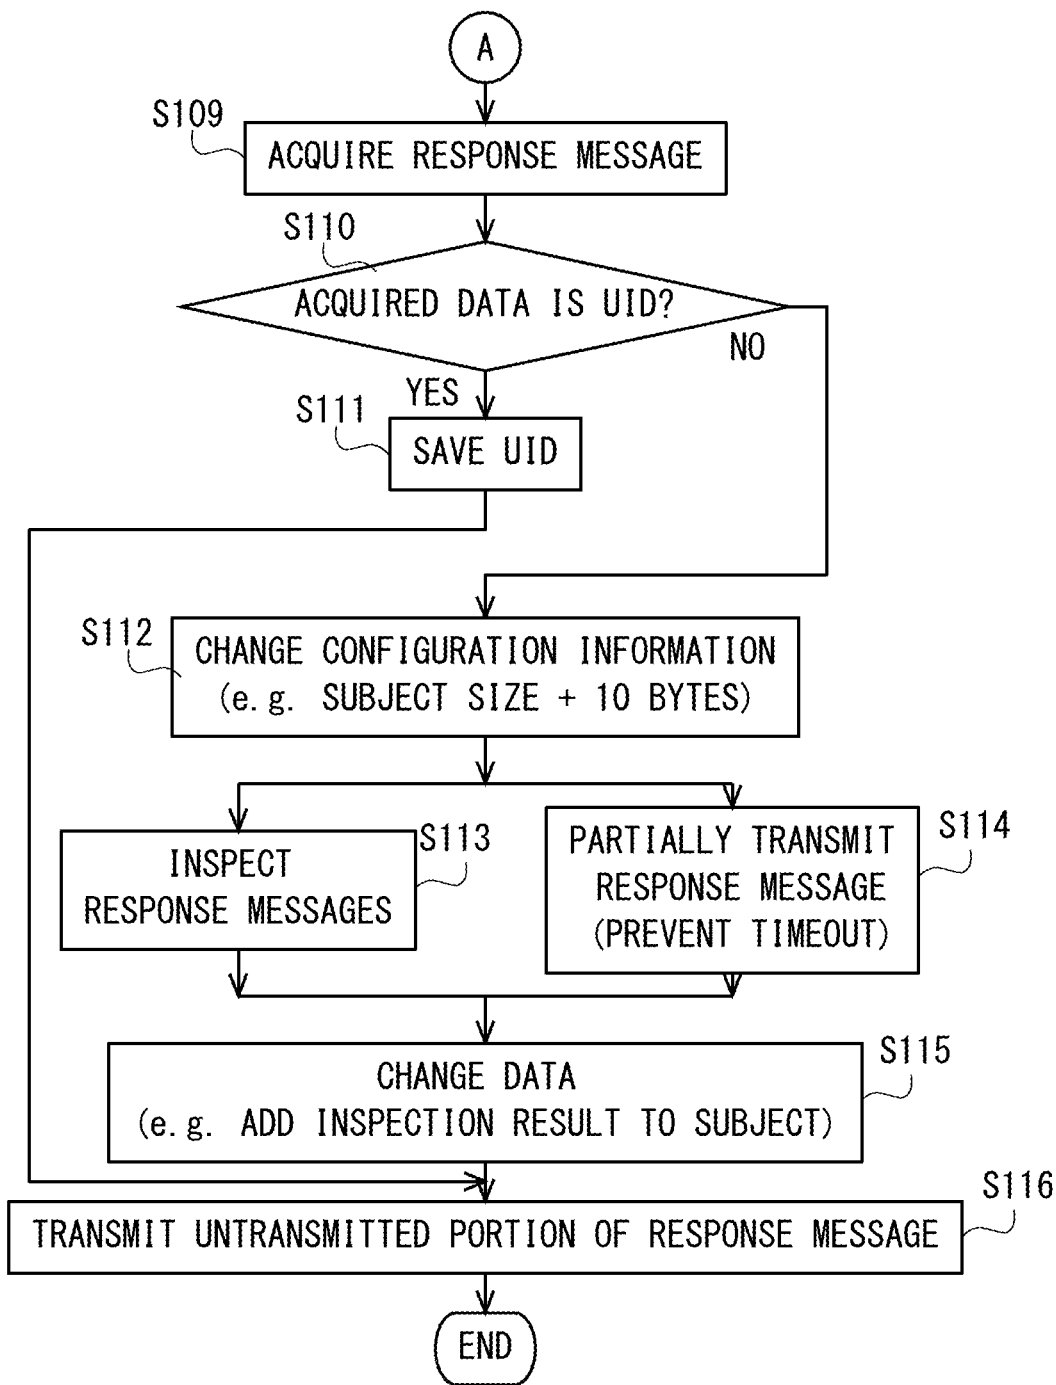 A
S109
ACQUIRE RESPONSE MESSAGE
S110
ACQUIRED DATA IS UID?
NO
YES
S111
SAVE UID
S112
CHANGE CONFIGURATION INFORMATION
(e.g. SUBJECT SIZE + 10 BYTES)
S113
INSPECT
RESPONSE MESSAGES
S114
PARTIALLY TRANSMIT
RESPONSE MESSAGE
(PREVENT TIMEOUT)
S115
CHANGE DATA
(e.g. ADD INSPECTION RESULT TO SUBJECT)
S116
TRANSMIT UNTRANSMITTED PORTION OF RESPONSE MESSAGE
END